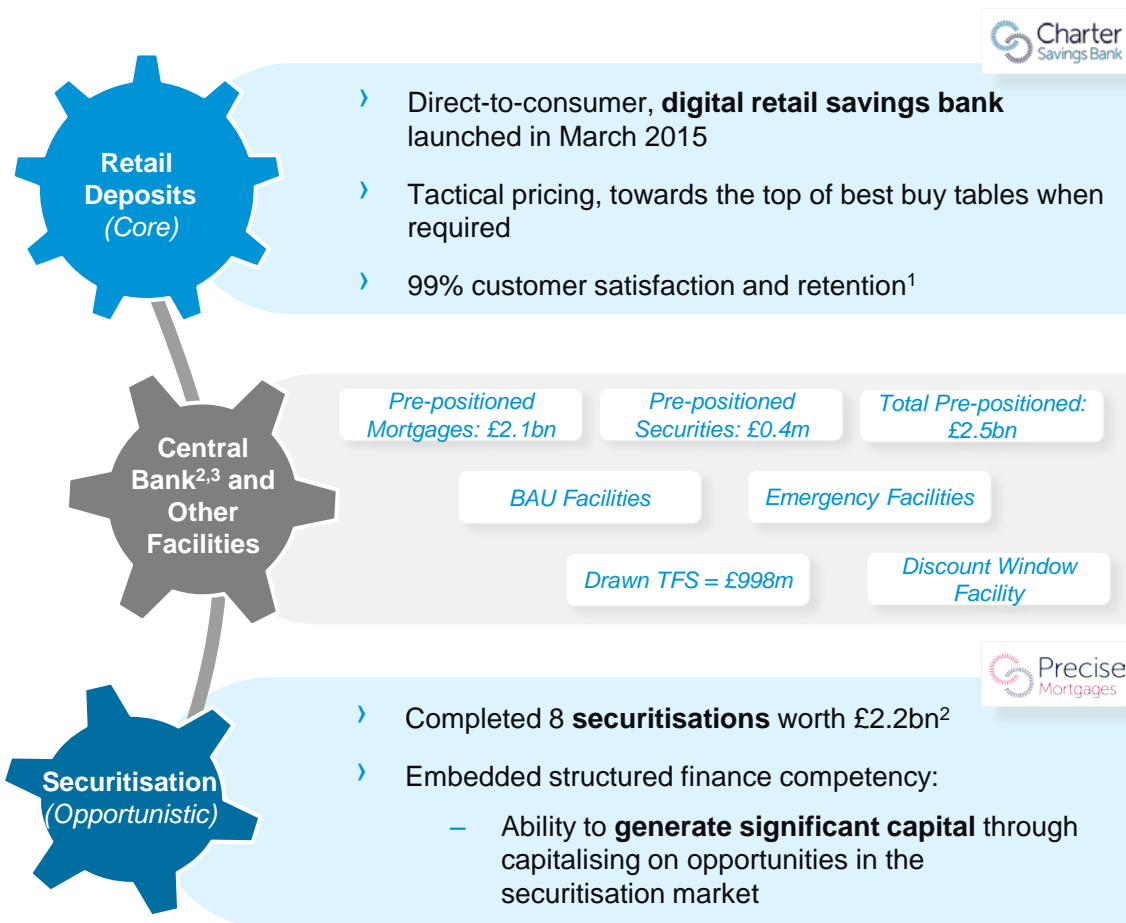 Charter
Savings Bank
Retail
Deposits
(Core)
› Direct-to-consumer, digital retail savings bank
launched in March 2015
› Tactical pricing, towards the top of best buy tables when
required
› 99% customer satisfaction and retention1
Central
Bank2,3 and
Other
Facilities
Pre-positioned
Mortgages: £2.1bn
Pre-positioned
Securities: £0.4m
Total Pre-positioned:
£2.5bn
BAU Facilities
Emergency Facilities
Drawn TFS = £998m
Discount Window
Facility
Precise
Mortgages
Securitisation
(Opportunistic)
› Completed 8 securitisations worth £2.2bn2
› Embedded structured finance competency:
– Ability to generate significant capital through
capitalising on opportunities in the
securitisation market